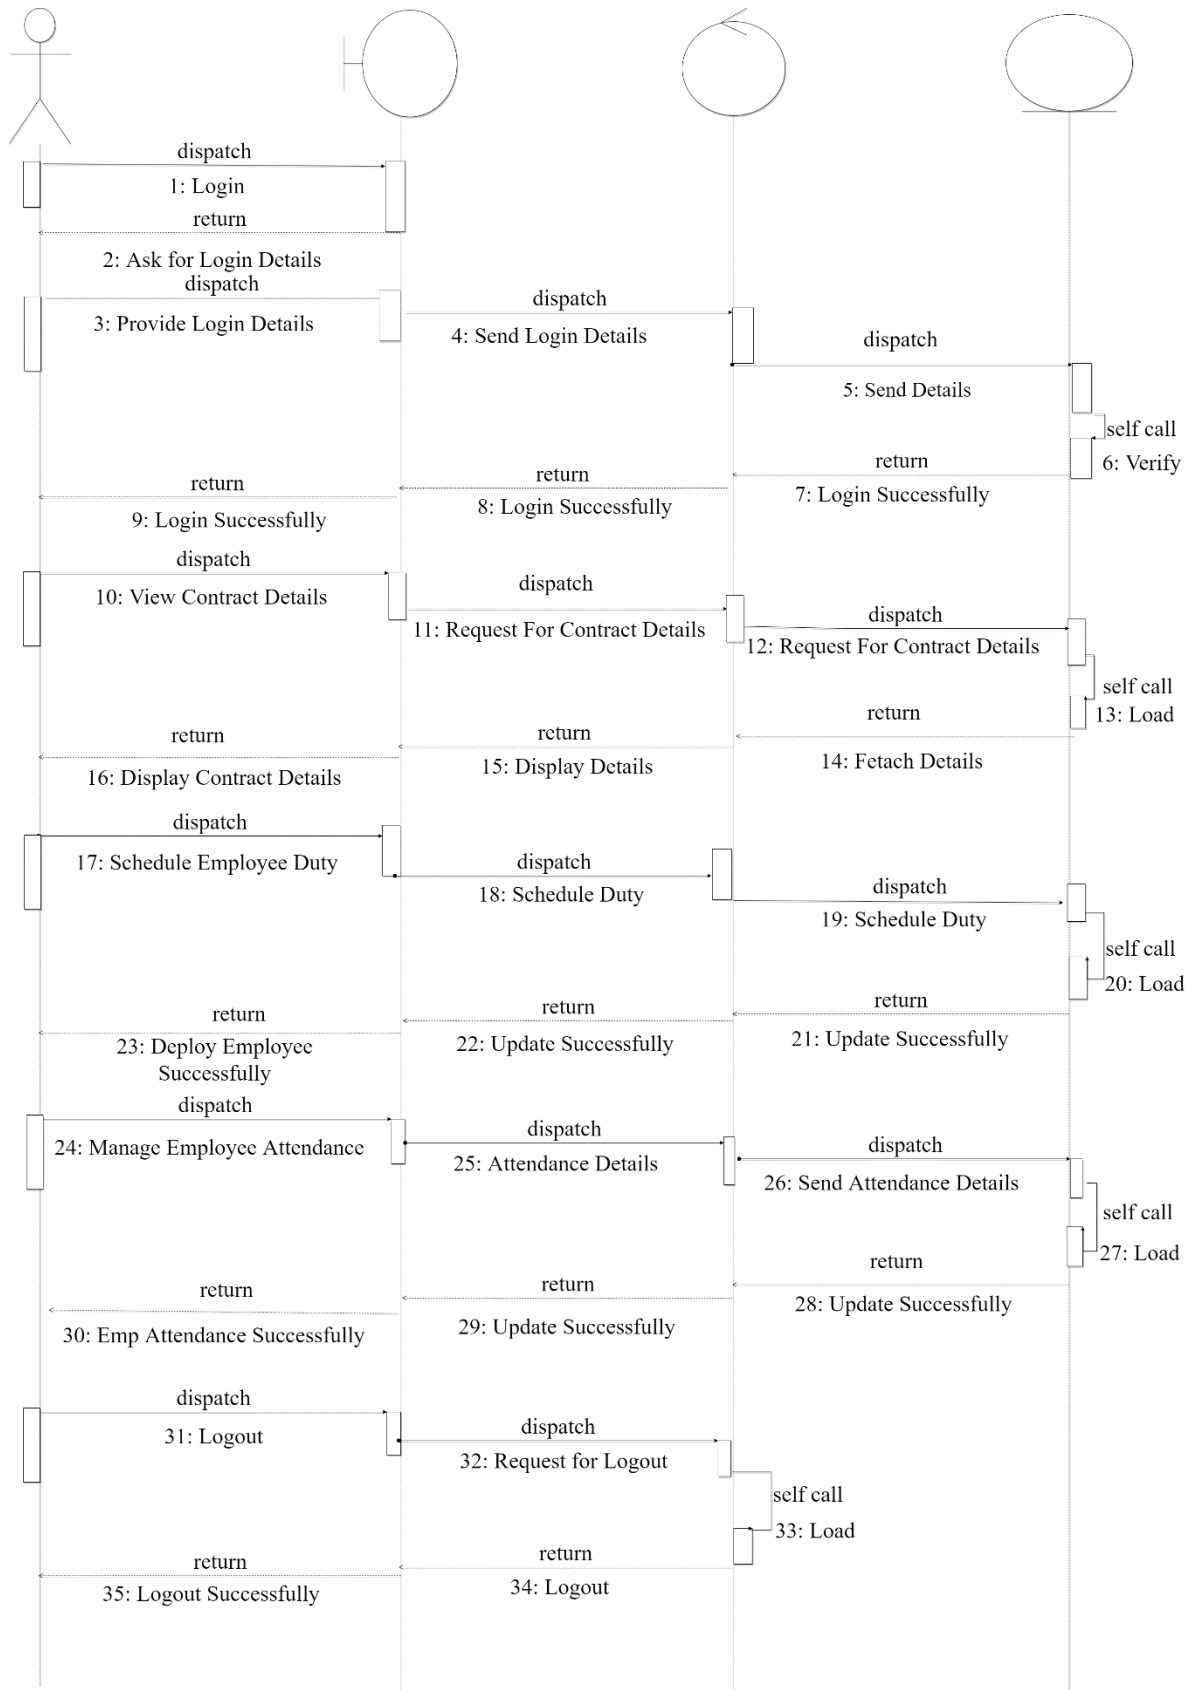 dispatch
1: Login
return
2: Ask for Login Details
dispatch
3: Provide Login Details
dispatch
4: Send Login Details
dispatch
5: Send Details
self call
6: Verify
return
7: Login Successfully
return
8: Login Successfully
return
9: Login Successfully
dispatch
10: View Contract Details
dispatch
11: Request For Contract Details
dispatch
12: Request For Contract Details
self call
13: Load
return
14: Fetach Details
return
15: Display Details
return
16: Display Contract Details
dispatch
17: Schedule Employee Duty
dispatch
18: Schedule Duty
dispatch
19: Schedule Duty
self call
20: Load
return
21: Update Successfully
return
22: Update Successfully
return
23: Deploy Employee
Successfully
dispatch
24: Manage Employee Attendance
dispatch
25: Attendance Details
dispatch
26: Send Attendance Details
self call
27: Load
return
28: Update Successfully
return
29: Update Successfully
return
30: Emp Attendance Successfully
dispatch
31: Logout
dispatch
32: Request for Logout
self call
33: Load
return
34: Logout
return
35: Logout Successfully